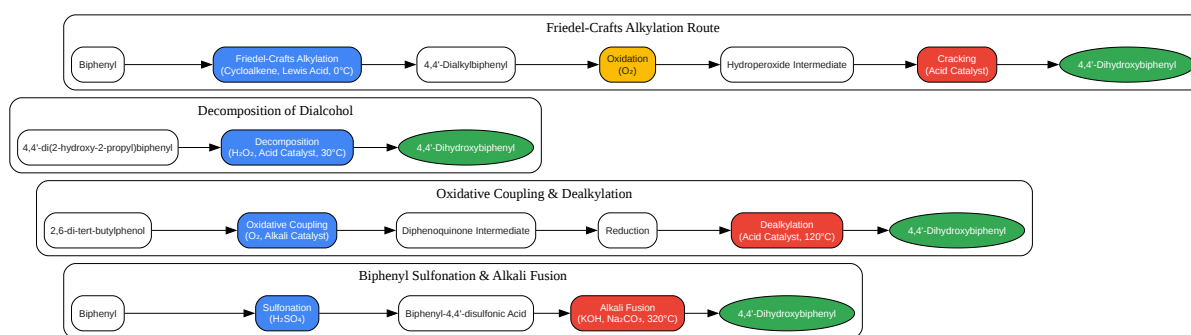 Friedel-Crafts Alkylation Route
Biphenyl
Friedel-Crafts Alkylation
(Cycloalkene, Lewis Acid, 0°C)
4,4'-Dialkylbiphenyl
Oxidation
(O₂)
Hydroperoxide Intermediate
Cracking
(Acid Catalyst)
4,4'-Dihydroxybiphenyl
Decomposition of Dialcohol
4,4'-di(2-hydroxy-2-propyl)biphenyl
Decomposition
(H₂O₂, Acid Catalyst, 30°C)
4,4'-Dihydroxybiphenyl
Oxidative Coupling & Dealkylation
2,6-di-tert-butylphenol
Oxidative Coupling
(O₂, Alkali Catalyst)
Diphenoquinone Intermediate
Reduction
Dealkylation
(Acid Catalyst, 120°C)
4,4'-Dihydroxybiphenyl
Biphenyl Sulfonation & Alkali Fusion
Biphenyl
Sulfonation
(H₂SO₄)
Biphenyl-4,4'-disulfonic Acid
Alkali Fusion
(KOH, Na₂CO₃, 320°C)
4,4'-Dihydroxybiphenyl